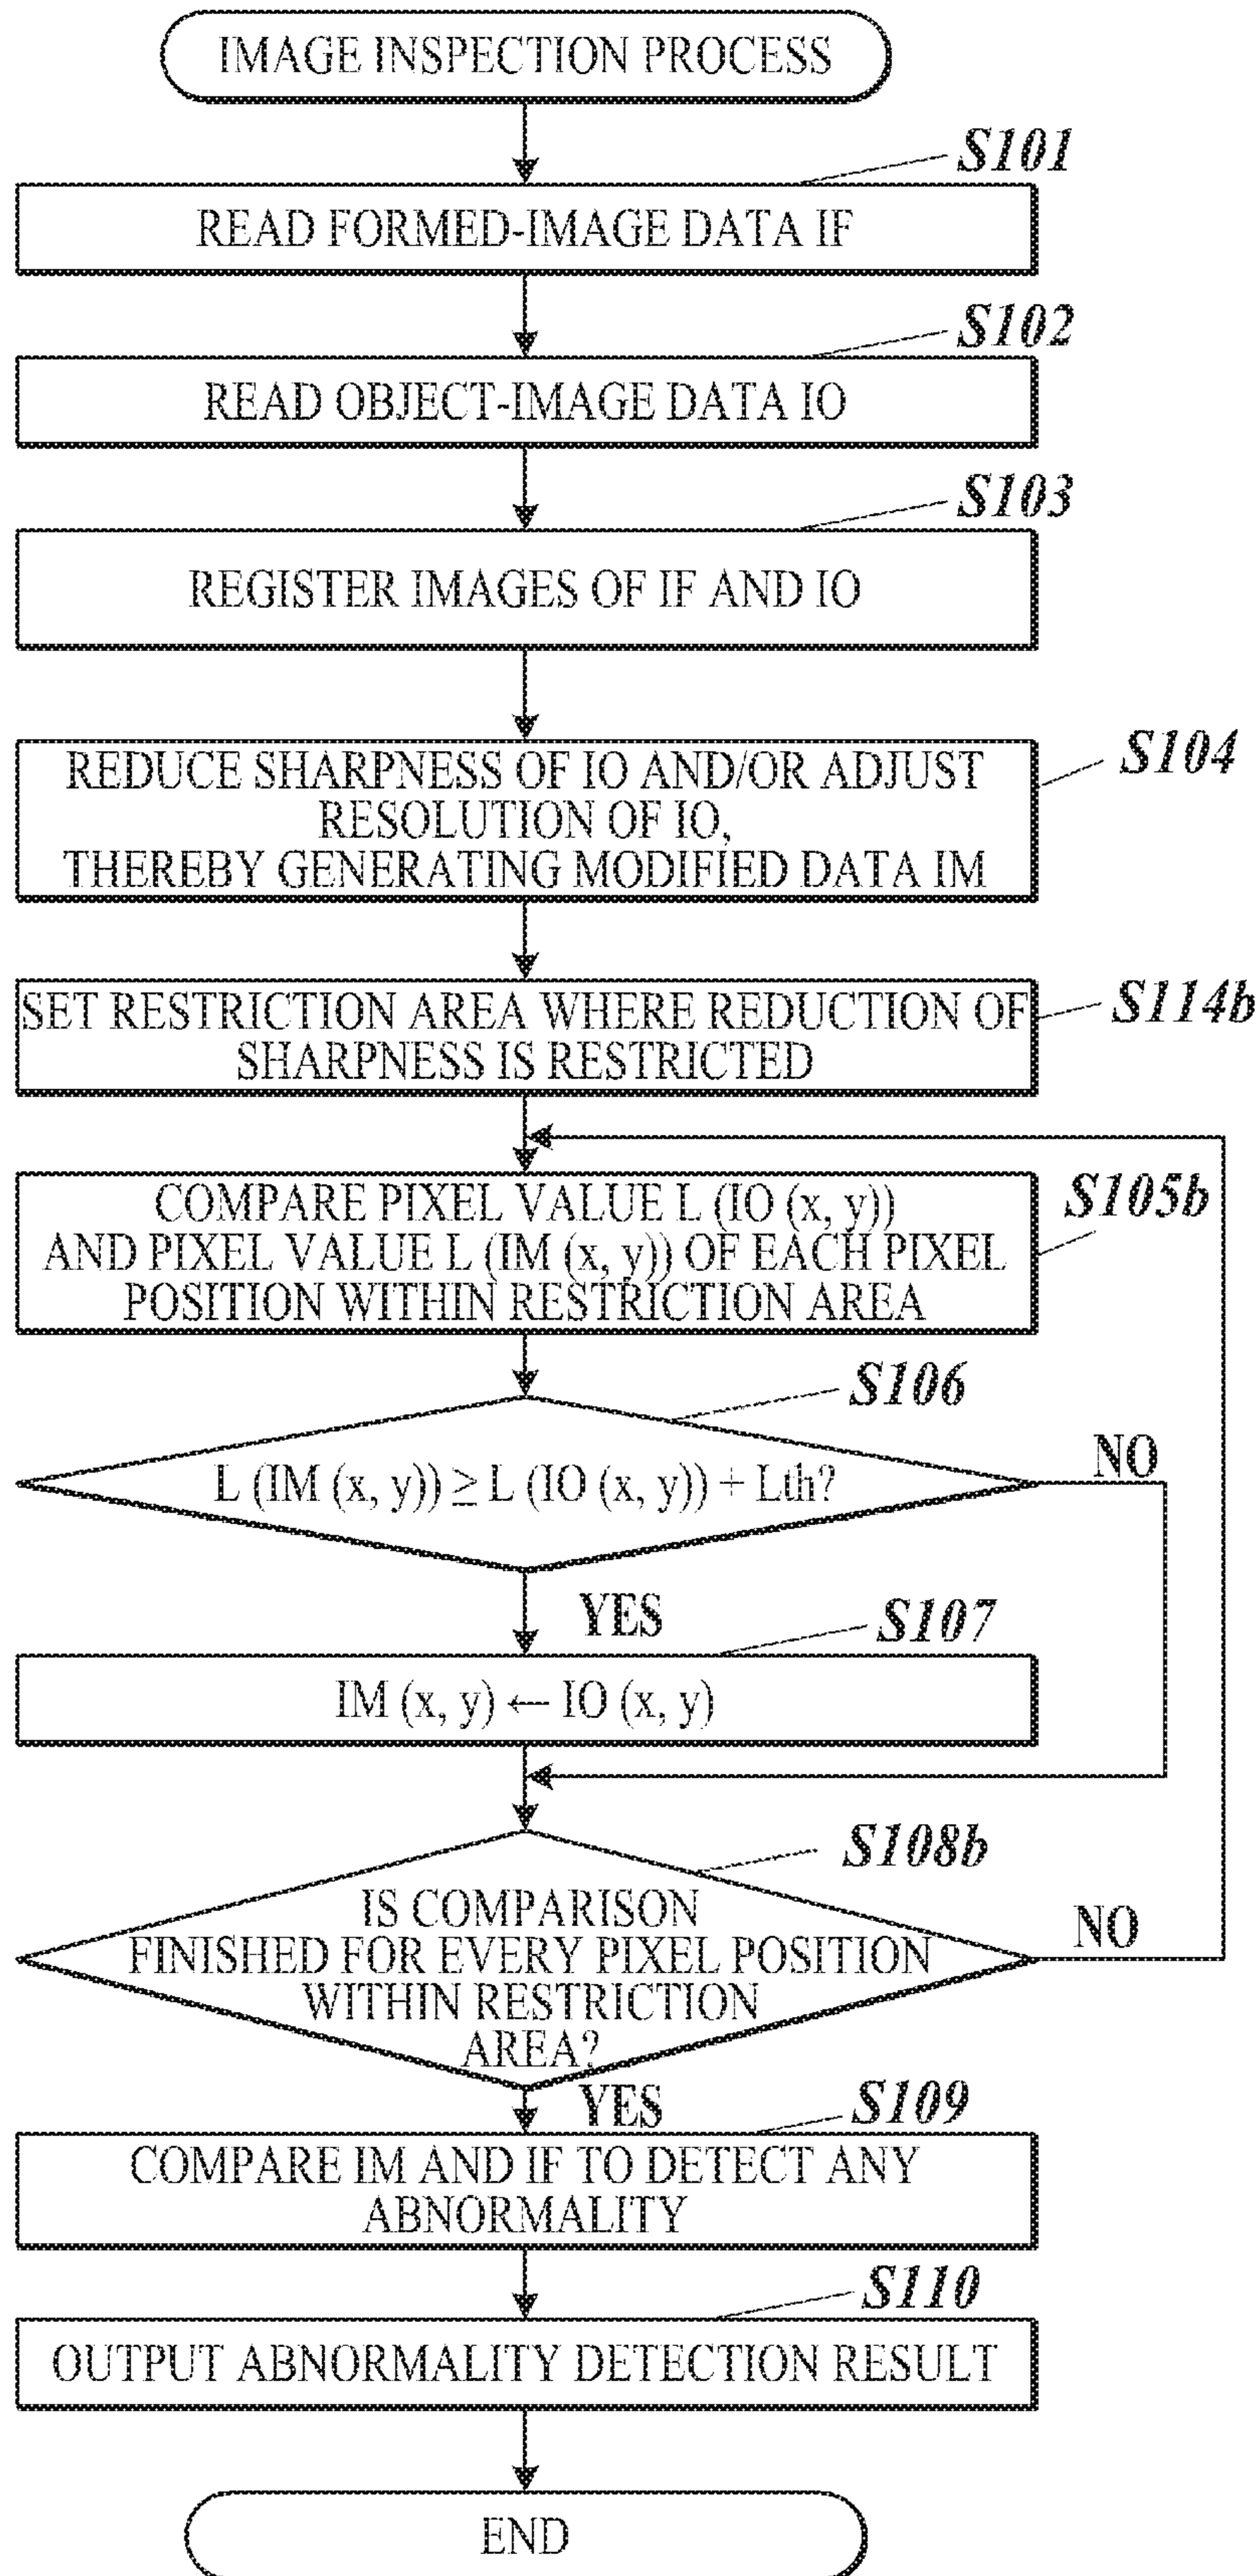 IMAGE INSPECTION PROCESS
S101
READ FORMED-IMAGE DATA IF
S102
READ OBJECT-IMAGE DATA IO
S103
REGISTER IMAGES OF IF AND IO
S104
REDUCE SHARPNESS OF IO AND/OR ADJUST
RESOLUTION OF IO,
THEREBY GENERATING MODIFIED DATA IM
S114b
SET RESTRICTION AREA WHERE REDUCTION OF
SHARPNESS IS RESTRICTED
S105b
COMPARE PIXEL VALUE L (IO (x, y))
AND PIXEL VALUE L (IM (x, y)) OF EACH PIXEL
POSITION WITHIN RESTRICTION AREA
S106
L (IM (x, y)) ≥ L (IO (x, y)) + Lth?
NO
YES
S107
IM (x, y) ← IO (x, y)
S108b
IS COMPARISON
FINISHED FOR EVERY PIXEL POSITION
WITHIN RESTRICTION
AREA?
NO
YES
S109
COMPARE IM AND IF TO DETECT ANY
ABNORMALITY
S110
OUTPUT ABNORMALITY DETECTION RESULT
END